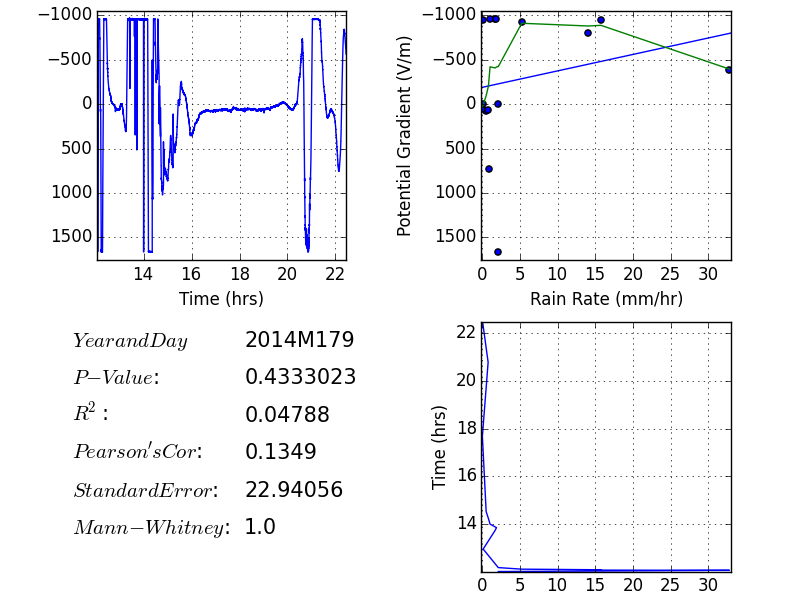 −1000
−500
0
500
1000
1500
14 16 18 20 22
Time (hrs)
Potential Gradient (V/m)
−1000
−500
0
500
1000
1500
0 5 10 15 20 25 30
Rain Rate (mm/hr)
YearandDay 2014M179
P−Value: 0.4333023
R²: 0.04788
Pearson'sCor: 0.1349
StandardError: 22.94056
Mann−Whitney: 1.0
Time (hrs)
22
20
18
16
14
0 5 10 15 20 25 30